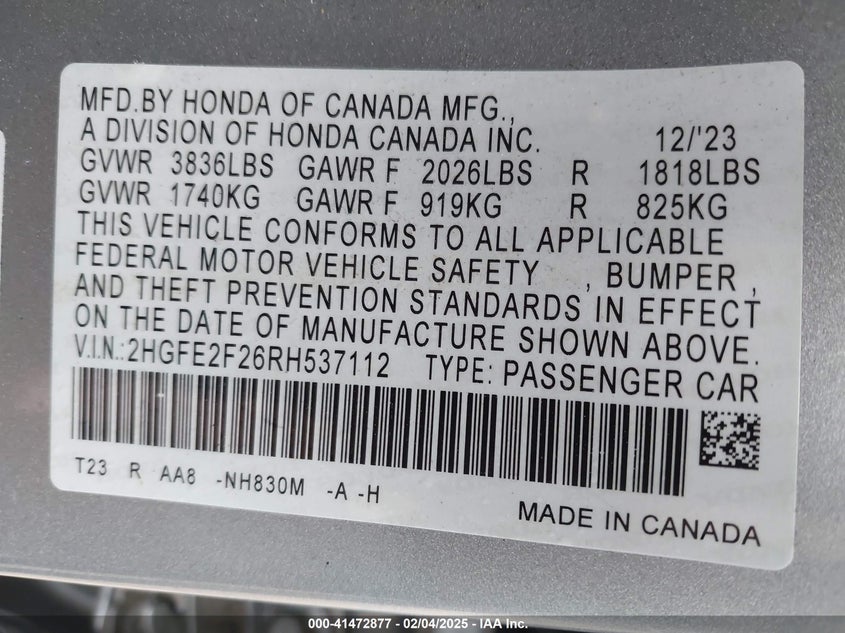 MFD.BY HONDA OF CANADA MFG.,
A DIVISION OF HONDA CANADA INC. 12/'23
GVWR 3836LBS GAWR F 2026LBS R 1818LBS
GVWR 1740KG GAWR F 919KG R 825KG
THIS VEHICLE CONFORMS TO ALL APPLICABLE
FEDERAL MOTOR VEHICLE SAFETY , BUMPER ,
AND THEFT PREVENTION STANDARDS IN EFFECT
ON THE DATE OF MANUFACTURE SHOWN ABOVE.
V.I.N.:2HGFE2F26RH537112 TYPE: PASSENGER CAR
T23 R AA8 -NH830M -A -H
MADE IN CANADA
000-41472877 - 02/04/2025 - IAA Inc.